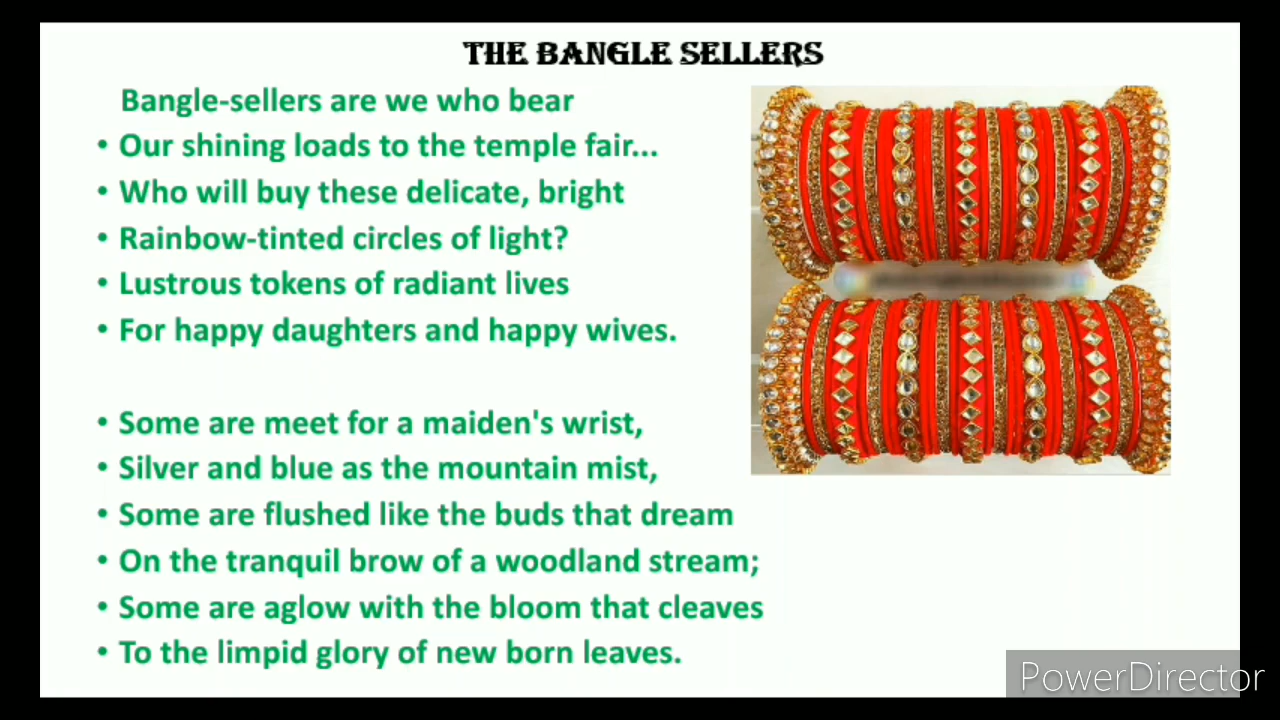 THE BANGLE SELLERS
Bangle-sellers are we who bear
• Our shining loads to the temple fair...
• Who will buy these delicate, bright
• Rainbow-tinted circles of light?
• Lustrous tokens of radiant lives
• For happy daughters and happy wives.
• Some are meet for a maiden's wrist,
• Silver and blue as the mountain mist,
• Some are flushed like the buds that dream
• On the tranquil brow of a woodland stream;
• Some are aglow with the bloom that cleaves
• To the limpid glory of new born leaves.
PowerDirector